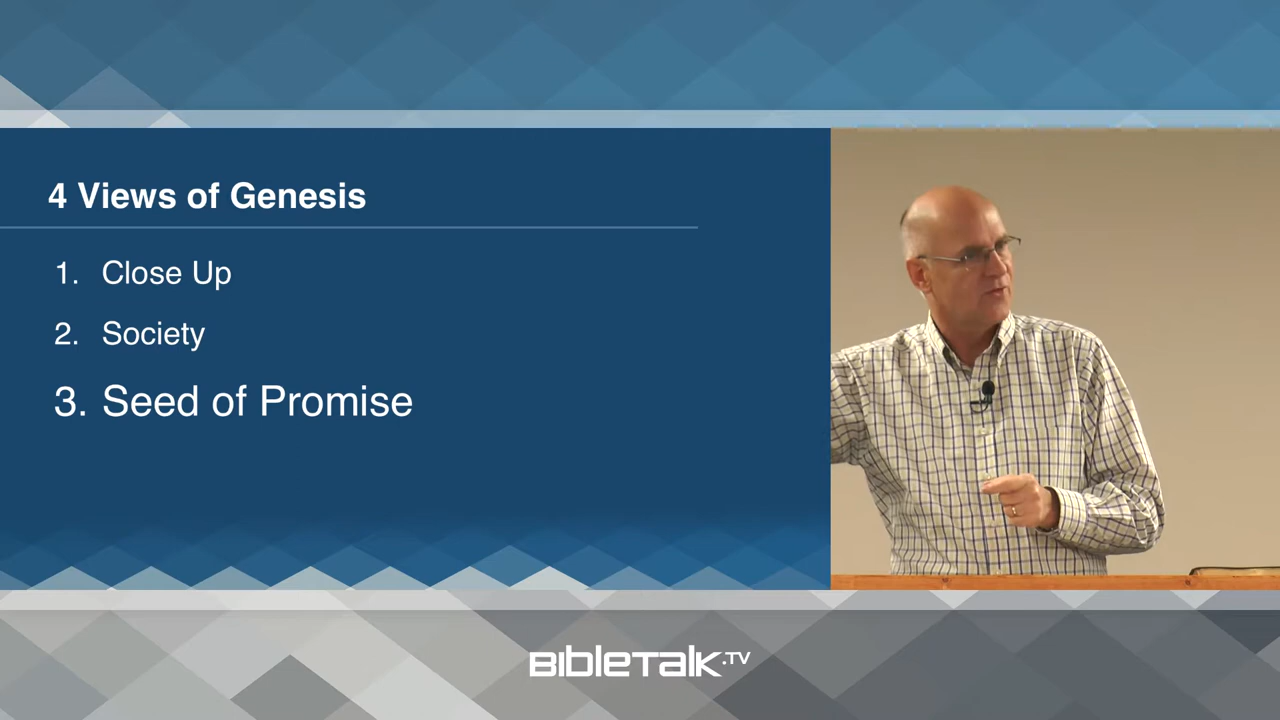 4 Views of Genesis
1. Close Up
2. Society
3. Seed of Promise
BIBLETALK.TV